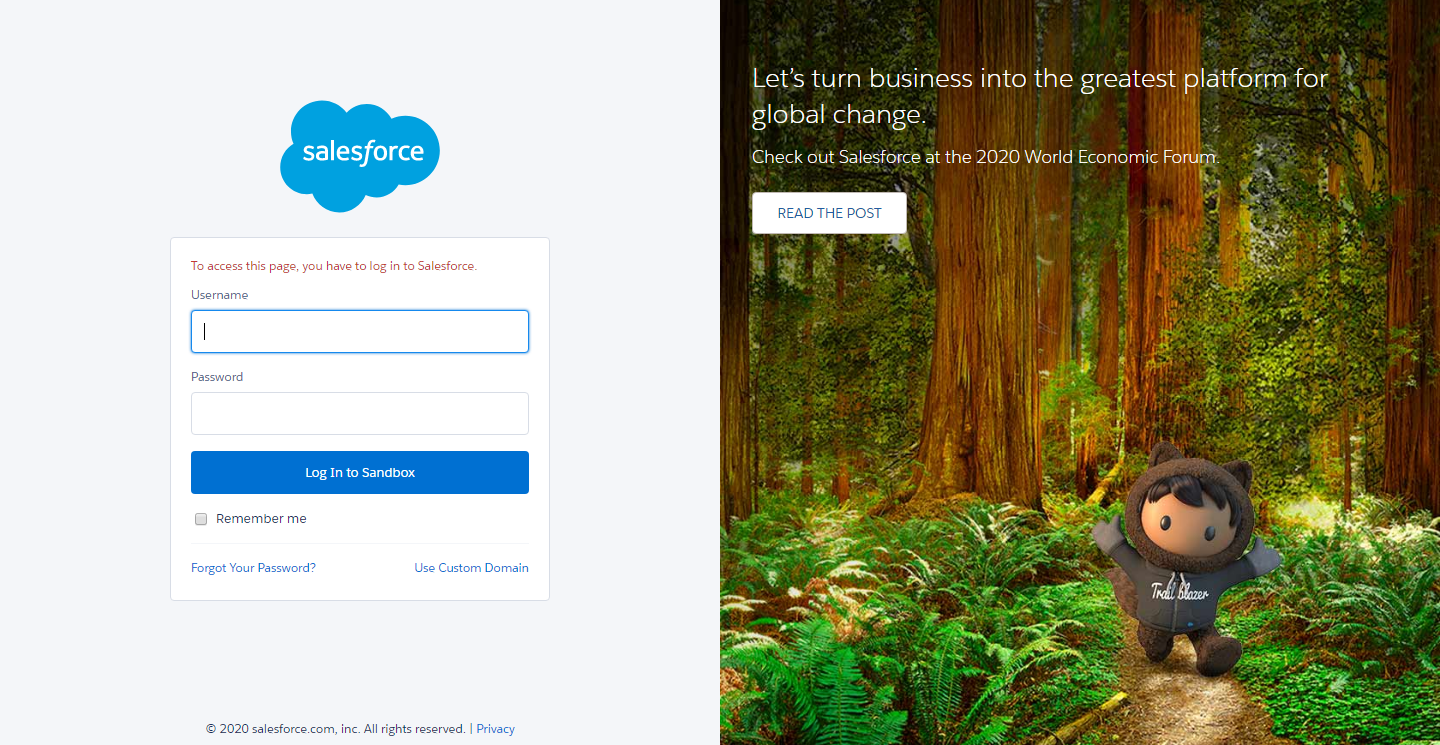 salesforce
To access this page, you have to log in to Salesforce.
Username
Password
Log In to Sandbox
Remember me
Forgot Your Password?
Use Custom Domain
© 2020 salesforce.com, inc. All rights reserved. | Privacy
Let’s turn business into the greatest platform for
global change.
Check out Salesforce at the 2020 World Economic Forum.
READ THE POST
Trailblazer